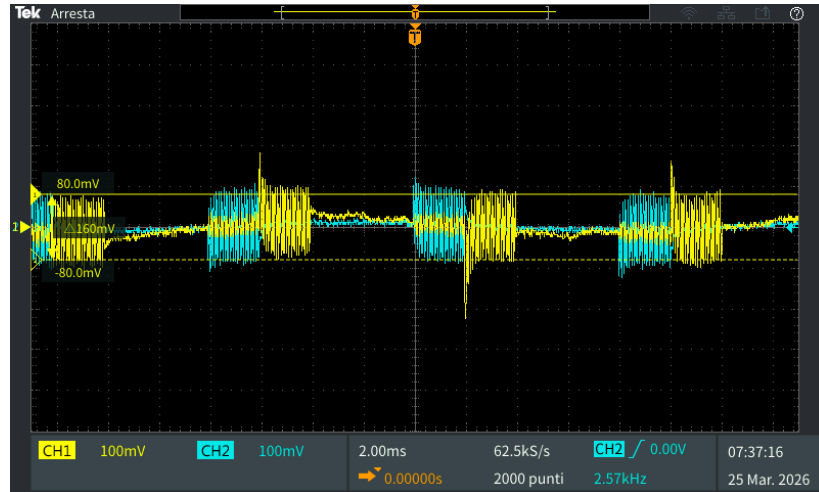 Tek Arresta
T
80.0mV
1
△160mV
-80.0mV
CH1 100mV CH2 100mV 2.00ms 62.5kS/s CH2 0.00V 07:37:16
0.00000s 2000 punti 2.57kHz 25 Mar. 2026